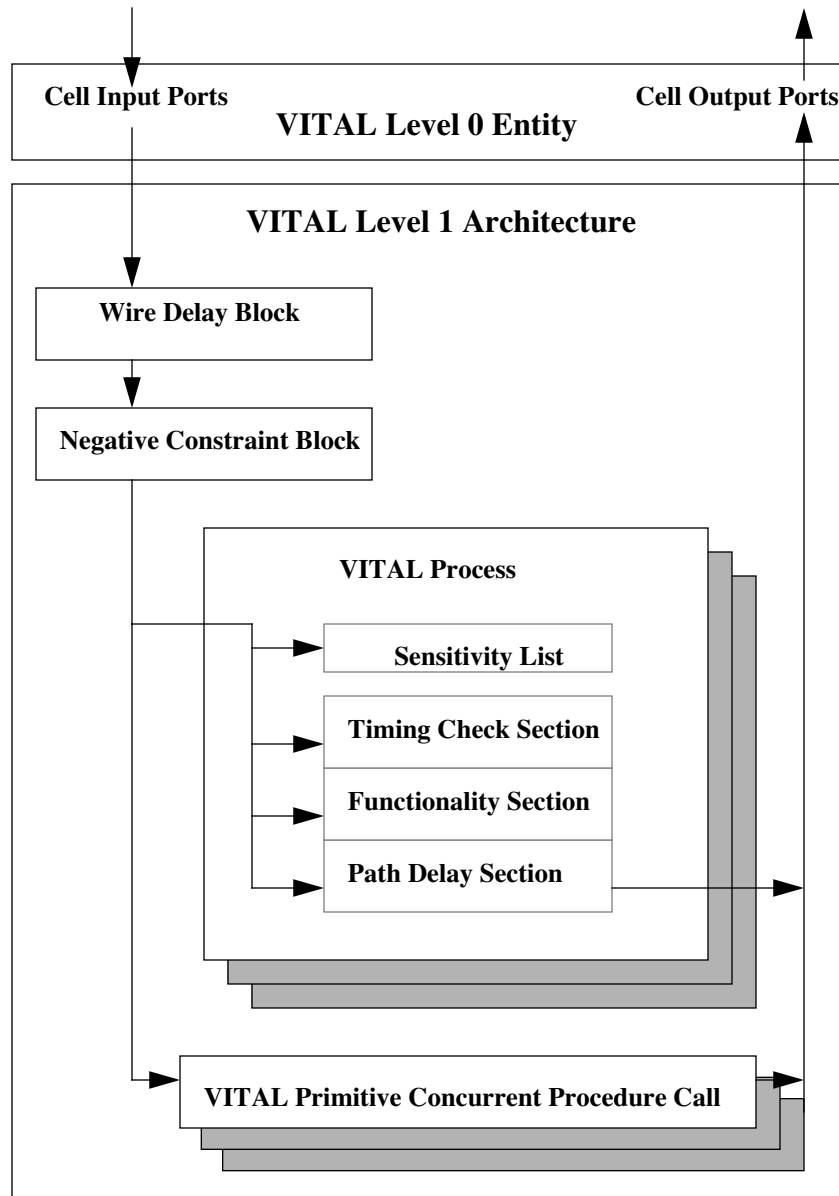 Cell Input Ports
Cell Output Ports
VITAL Level 0 Entity
VITAL Level 1 Architecture
Wire Delay Block
Negative Constraint Block
VITAL Process
Sensitivity List
Timing Check Section
Functionality Section
Path Delay Section
VITAL Primitive Concurrent Procedure Call